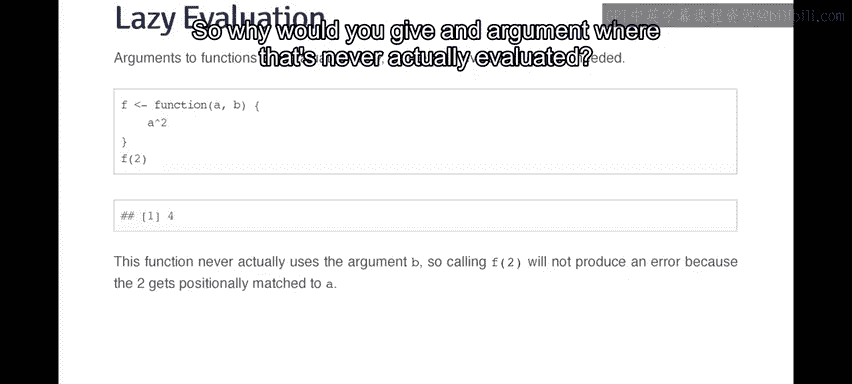 Lazy Evaluation
So why would you give and argument where
that's never actually evaluated?
Arguments to functions
needed.
f <- function(a, b) {
a^2
}
f(2)
## [1] 4
This function never actually uses the argument b, so calling f(2) will not produce an error because
the 2 gets positionally matched to a.